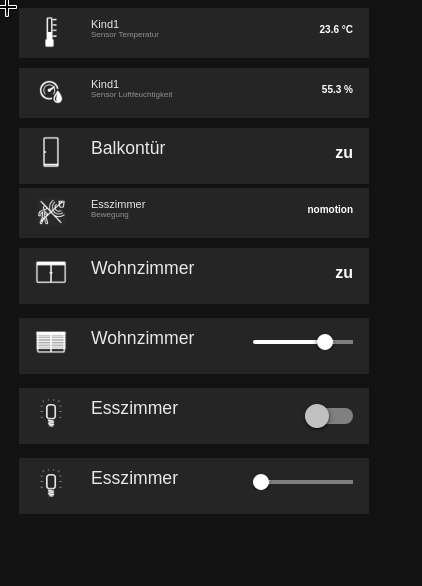 Kind1
Sensor Temperatur
23.6 °C
Kind1
Sensor Luftfeuchtigkeit
55.3 %
Balkontür
zu
Esszimmer
Bewegung
nomotion
Wohnzimmer
zu
Wohnzimmer
Esszimmer
Esszimmer